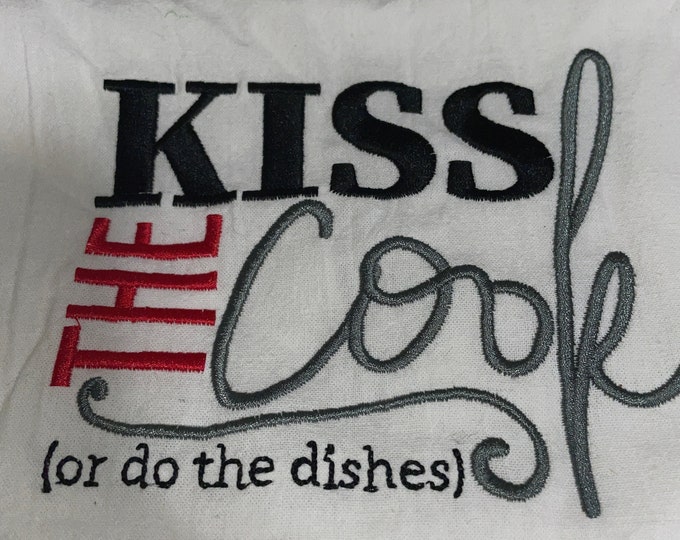 KISS
THE
Cook
(or do the dishes)